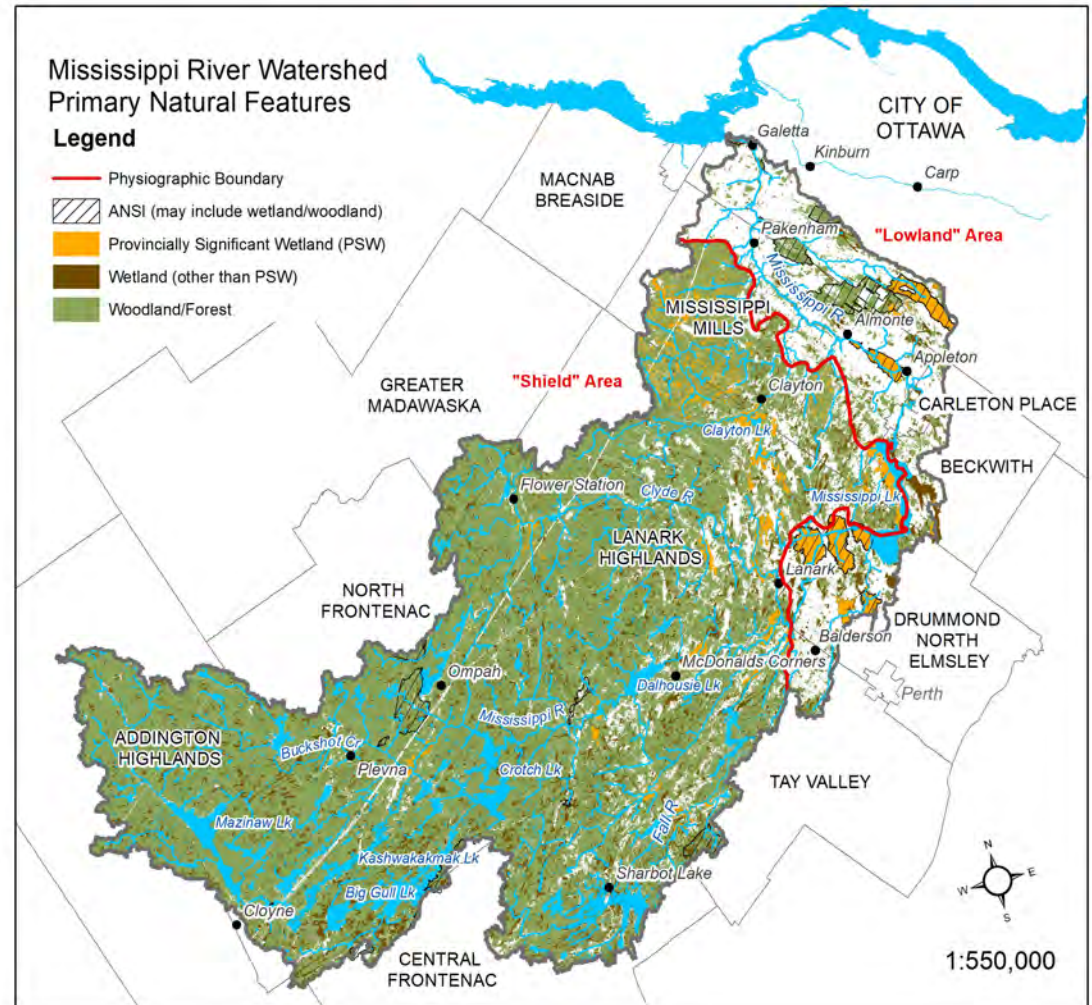 Mississippi River Watershed
Primary Natural Features
Legend
Physiographic Boundary
ANSI (may include wetland/woodland)
Provincially Significant Wetland (PSW)
Wetland (other than PSW)
Woodland/Forest
CITY OF
OTTAWA
Galetta
Kinburn
Carp
MACNAB
BREASIDE
Pakenham
"Lowland" Area
Mississippi R
MISSISSIPPI
MILLS
Almonte
Appleton
"Shield" Area
GREATER
MADAWASKA
Clayton
CARLETON PLACE
Clayton Lk
BECKWITH
Flower Station
Clyde R
Mississippi Lk
LANARK
HIGHLANDS
Lanark
NORTH
FRONTENAC
DRUMMOND
NORTH
ELMSLEY
Balderson
McDonalds Corners
Ompah
Dalhousie Lk
Perth
Mississippi R
ADDINGTON
HIGHLANDS
Buckshot Cr
Plevna
Crotch Lk
TAY VALLEY
Mazinaw Lk
Fall R
Kashwakakmak Lk
Sharbot Lake
Big Gull Lk
Cloyne
CENTRAL
FRONTENAC
N
W
E
S
1:550,000